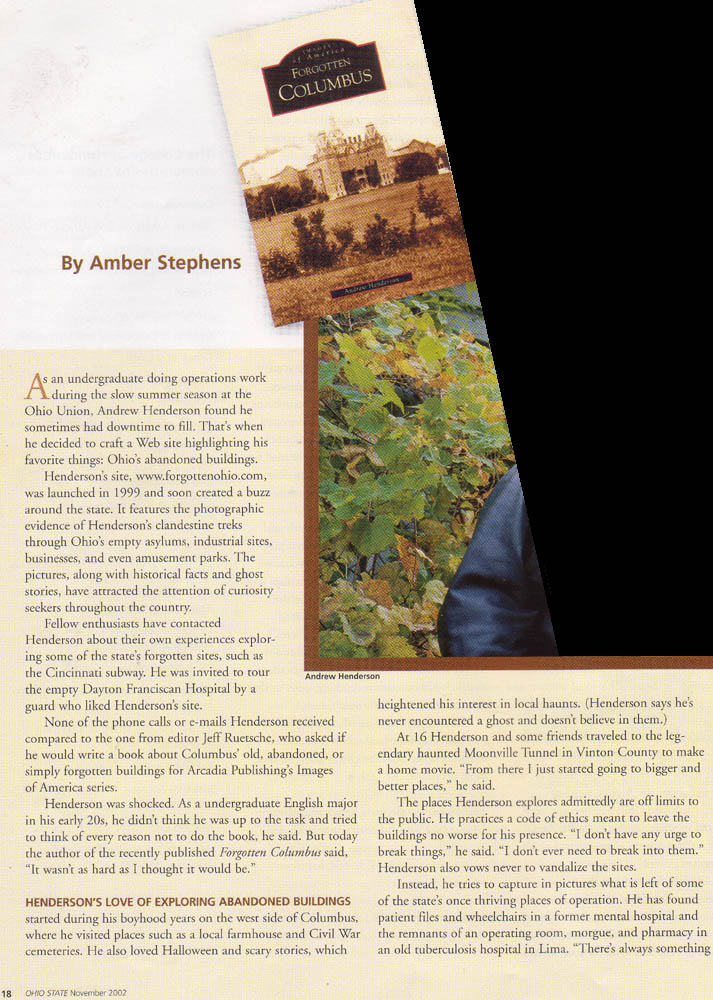 IMAGES
of America
FORGOTTEN
COLUMBUS
Andrew Henderson
By Amber Stephens
As an undergraduate doing operations work
during the slow summer season at the
Ohio Union, Andrew Henderson found he
sometimes had downtime to fill. That's when
he decided to craft a Web site highlighting his
favorite things: Ohio's abandoned buildings.
Henderson's site, www.forgottenohio.com,
was launched in 1999 and soon created a buzz
around the state. It features the photographic
evidence of Henderson's clandestine treks
through Ohio's empty asylums, industrial sites,
businesses, and even amusement parks. The
pictures, along with historical facts and ghost
stories, have attracted the attention of curiosity
seekers throughout the country.
Fellow enthusiasts have contacted
Henderson about their own experiences explor-
ing some of the state's forgotten sites, such as
the Cincinnati subway. He was invited to tour
the empty Dayton Franciscan Hospital by a
guard who liked Henderson's site.
None of the phone calls or e-mails Henderson received
compared to the one from editor Jeff Ruetsche, who asked if
he would write a book about Columbus' old, abandoned, or
simply forgotten buildings for Arcadia Publishing's Images
of America series.
Henderson was shocked. As a undergraduate English major
in his early 20s, he didn't think he was up to the task and tried
to think of every reason not to do the book, he said. But today
the author of the recently published Forgotten Columbus said,
"It wasn't as hard as I thought it would be."
HENDERSON'S LOVE OF EXPLORING ABANDONED BUILDINGS
started during his boyhood years on the west side of Columbus,
where he visited places such as a local farmhouse and Civil War
cemeteries. He also loved Halloween and scary stories, which
Andrew Henderson
heightened his interest in local haunts. (Henderson says he's
never encountered a ghost and doesn't believe in them.)
At 16 Henderson and some friends traveled to the leg-
endary haunted Moonville Tunnel in Vinton County to make
a home movie. "From there I just started going to bigger and
better places," he said.
The places Henderson explores admittedly are off limits to
the public. He practices a code of ethics meant to leave the
buildings no worse for his presence. "I don't have any urge to
break things," he said. "I don't ever need to break into them."
Henderson also vows never to vandalize the sites.
Instead, he tries to capture in pictures what is left of some
of the state's once thriving places of operation. He has found
patient files and wheelchairs in a former mental hospital and
the remnants of an operating room, morgue, and pharmacy in
an old tuberculosis hospital in Lima. "There's always something
18 OHIO STATE November 2002